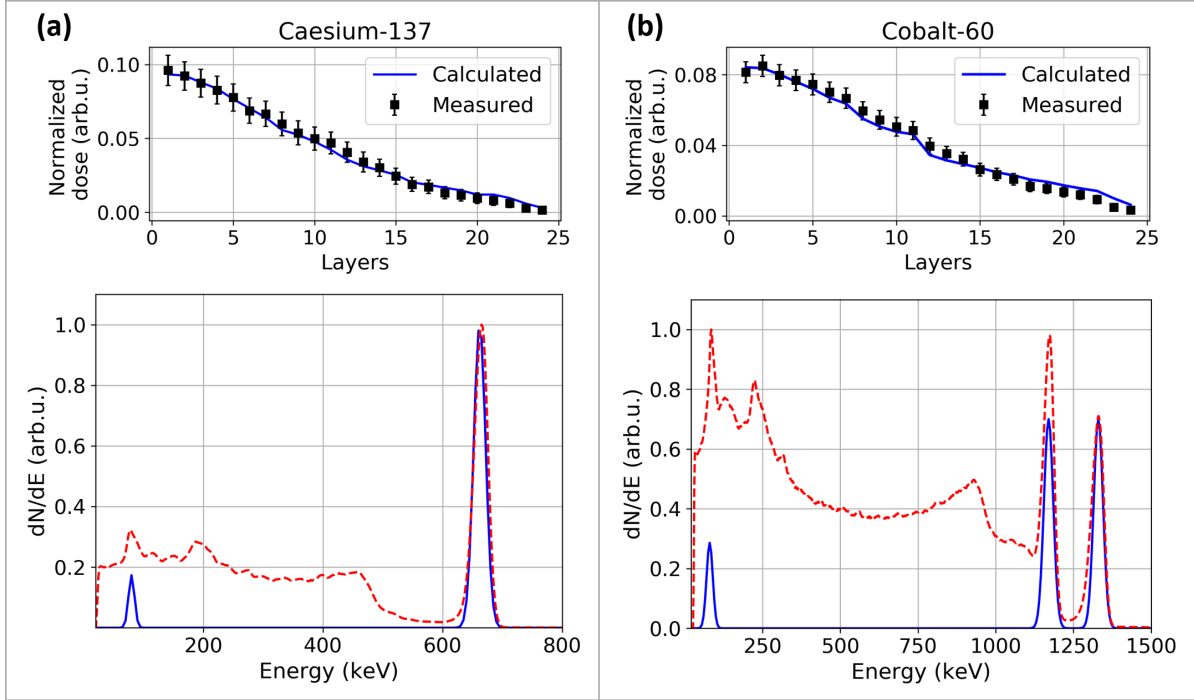 (a)
Caesium-137
Normalized
dose (arb.u.)
0.10
0.05
0.00
Calculated
Measured
0 5 10 15 20 25
Layers
dN/dE (arb.u.)
1.0
0.8
0.6
0.4
0.2
200 400 600 800
Energy (keV)
(b)
Cobalt-60
Normalized
dose (arb.u.)
0.08
0.04
0.00
Calculated
Measured
0 5 10 15 20 25
Layers
dN/dE (arb.u.)
1.0
0.8
0.6
0.4
0.2
0.0
250 500 750 1000 1250 1500
Energy (keV)